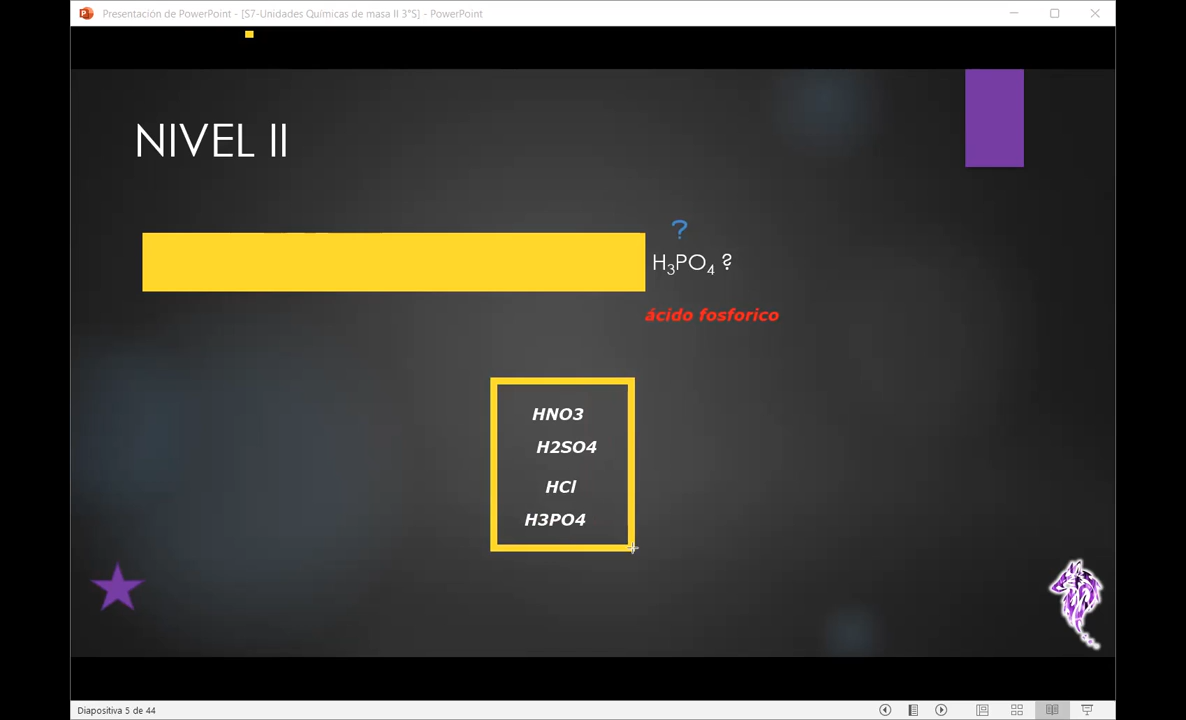 Presentación de PowerPoint - [S7-Unidades Químicas de masa II 3°S] - PowerPoint
NIVEL II
?
H₃PO₄ ?
ácido fosforico
HNO3
H2SO4
HCl
H3PO4
Diapositiva 5 de 44